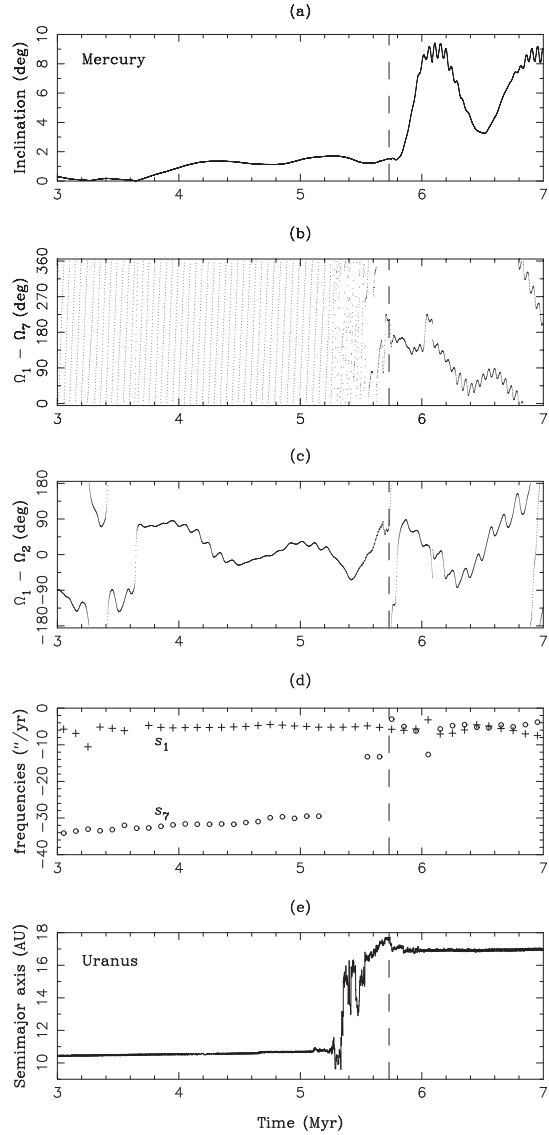 (a)
Inclination (deg)
0 2 4 6 8 10
Mercury
3 4 5 6 7
(b)
Ω₁ − Ω₇ (deg)
0 90 180 270 360
3 4 5 6 7
(c)
Ω₁ − Ω₂ (deg)
-180 -90 0 90 180
3 4 5 6 7
(d)
frequencies ("/yr)
-40 -30 -20 -10 0
s₁
s₇
3 4 5 6 7
(e)
Semimajor axis (AU)
10 12 14 16 18
Uranus
3 4 5 6 7
Time (Myr)